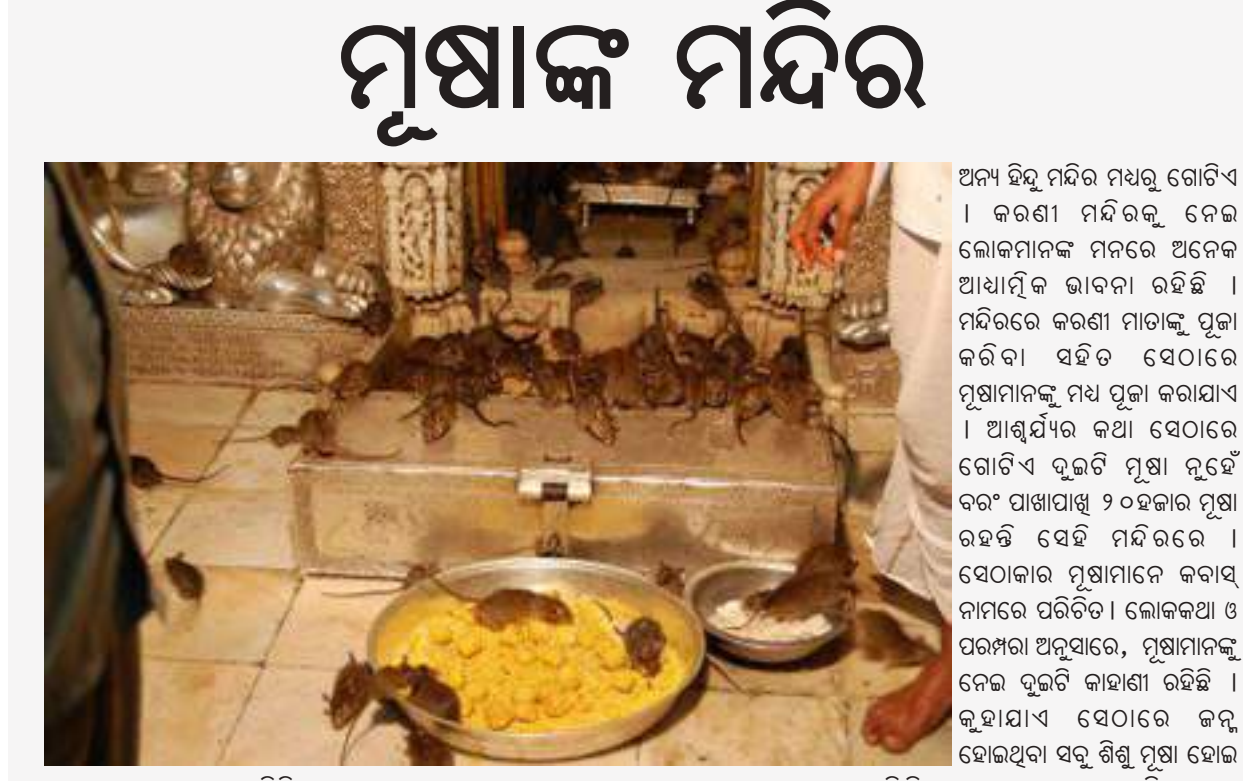 ମୂଷାଙ୍କ ମନ୍ଦିର
ଅନ୍ୟ ହିନ୍ଦୁ ମନ୍ଦିର ମଧ୍ୟରୁ ଗୋଟିଏ
। କରଣୀ ମନ୍ଦିରକୁ ନେଇ
ଲୋକମାନଙ୍କ ମନରେ ଅନେକ
ଆଧ୍ୟାତ୍ମିକ ଭାବନା ରହିଛି ।
ମନ୍ଦିରରେ କରଣୀ ମାତାଙ୍କୁ ପୂଜା
କରିବା ସହିତ ସେଠାରେ
ମୂଷାମାନଙ୍କୁ ମଧ୍ୟ ପୂଜା କରାଯାଏ
। ଆଶ୍ଚର୍ଯ୍ୟର କଥା ସେଠାରେ
ଗୋଟିଏ ଦୁଇଟି ମୂଷା ନୁହେଁ
ବରଂ ପାଖାପାଖି ୨୦ହଜାର ମୂଷା
ରହନ୍ତି ସେହି ମନ୍ଦିରରେ ।
ସେଠାକାର ମୂଷାମାନେ କବାସ୍
ନାମରେ ପରିଚିତ। ଲୋକକଥା ଓ
ପରମ୍ପରା ଅନୁସାରେ, ମୂଷାମାନଙ୍କୁ
ନେଇ ଦୁଇଟି କାହାଣୀ ରହିଛି ।
କୁହାଯାଏ ସେଠାରେ ଜନ୍ମ
ହୋଇଥିବା ସବୁ ଶିଶୁ ମୂଷା ହୋଇ